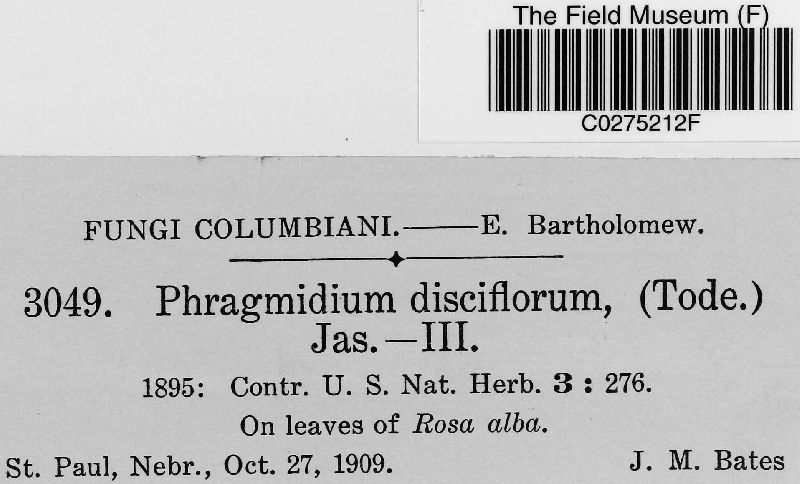 The Field Museum (F)
C0275212F
FUNGI COLUMBIANI.——E. Bartholomew.
3049. Phragmidium disciflorum, (Tode.)
Jas.—III.
1895: Contr. U. S. Nat. Herb. 3 : 276.
On leaves of Rosa alba.
St. Paul, Nebr., Oct. 27, 1909. J. M. Bates